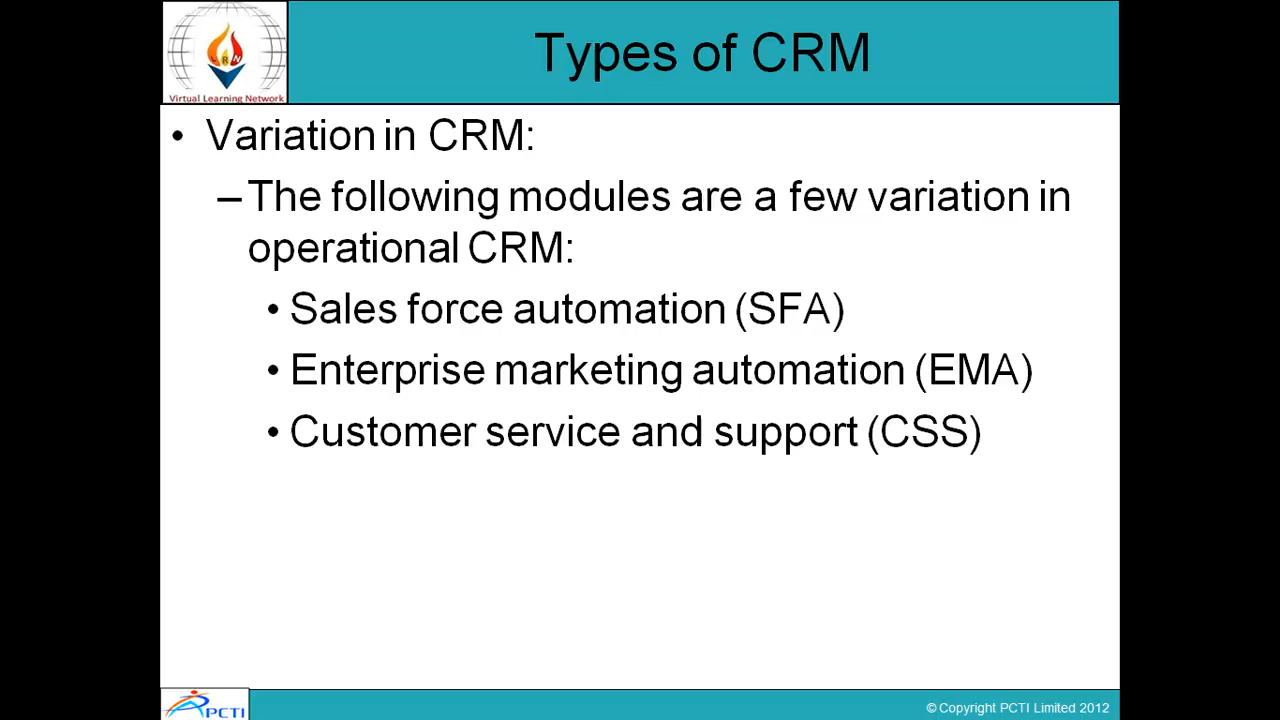 Types of CRM
LRN
Virtual Learning Network
• Variation in CRM:
–The following modules are a few variation in
operational CRM:
• Sales force automation (SFA)
• Enterprise marketing automation (EMA)
• Customer service and support (CSS)
PCTI
© Copyright PCTI Limited 2012